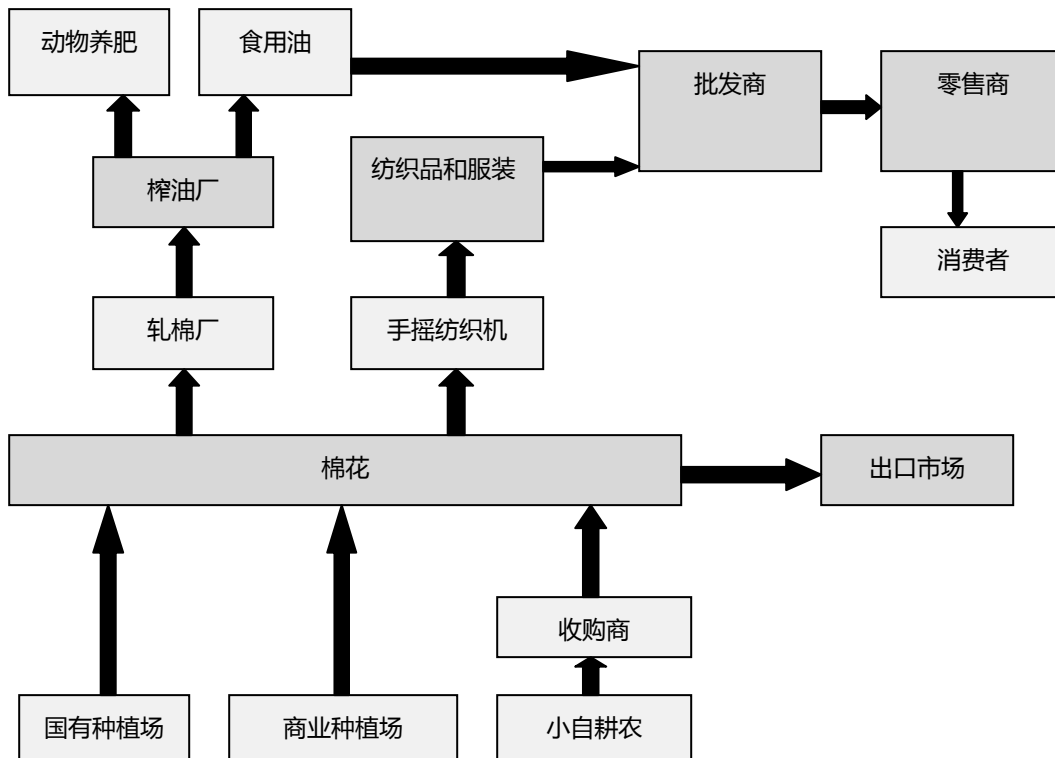 动物养肥
食用油
批发商
零售商
纺织品和服装
榨油厂
消费者
轧棉厂
手摇纺织机
棉花
出口市场
收购商
国有种植场
商业种植场
小自耕农